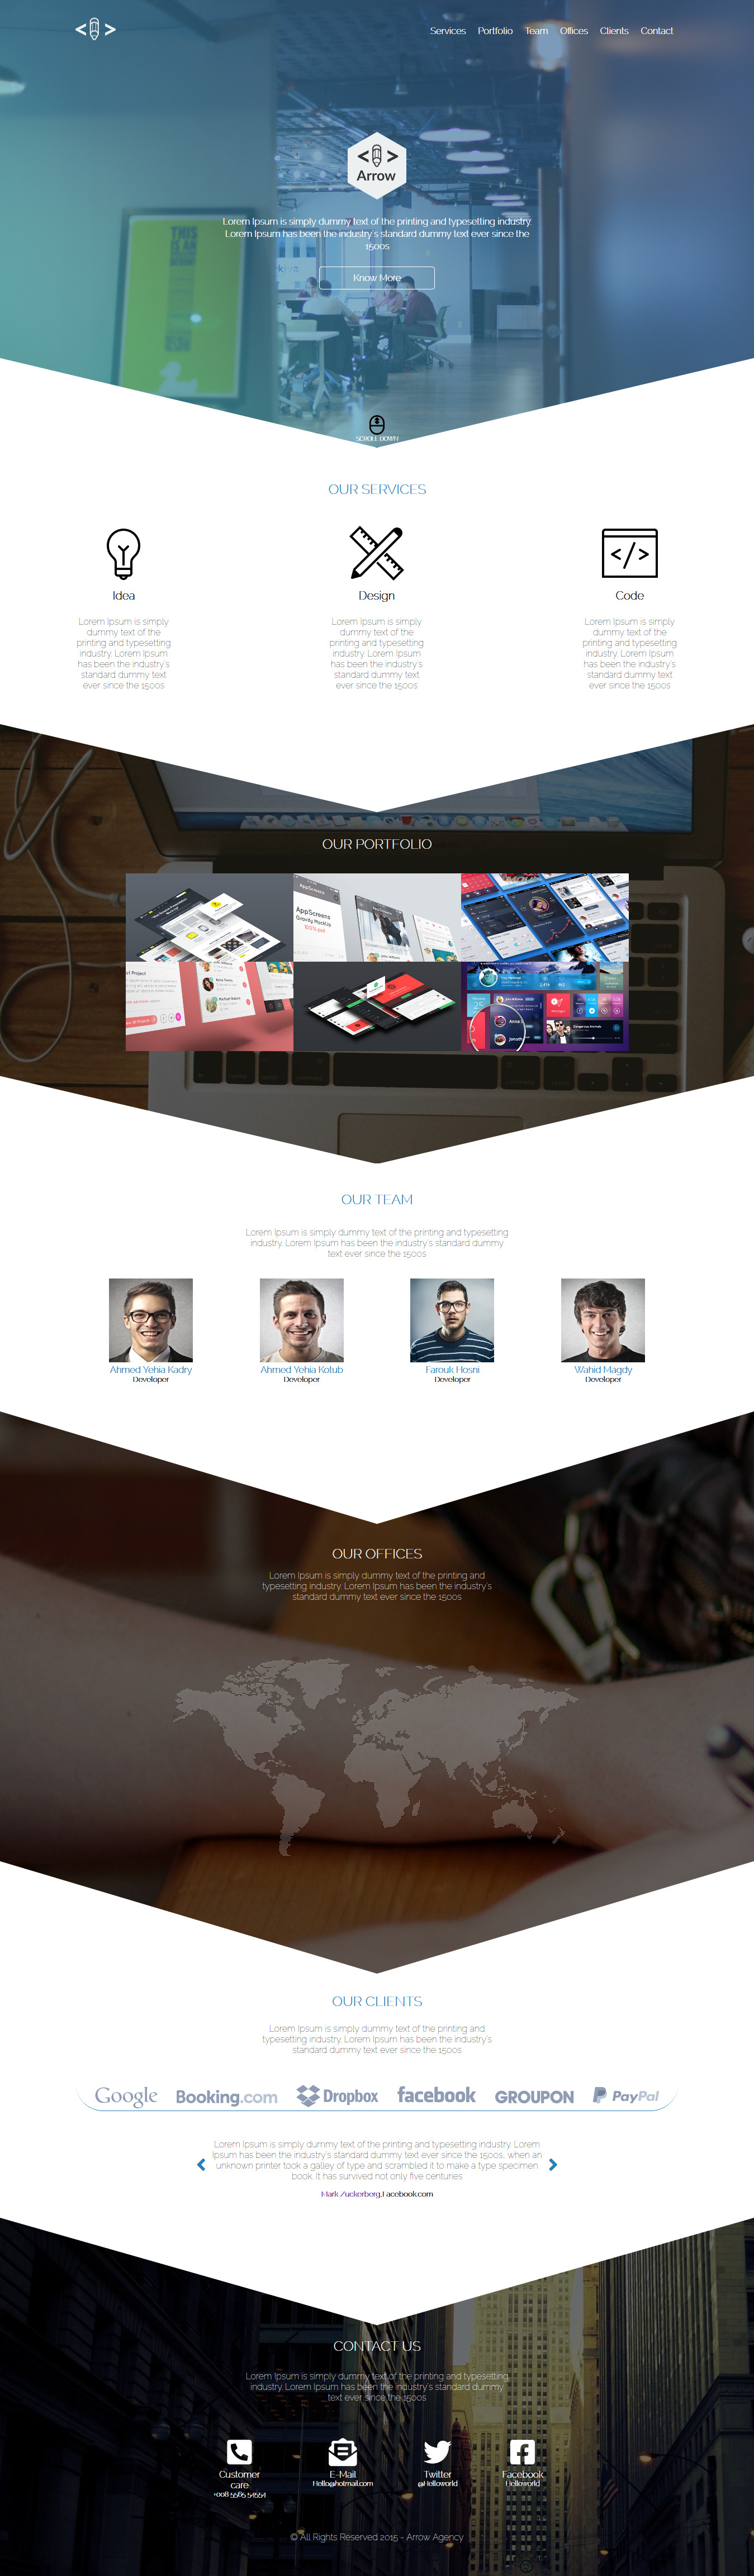 Services Portfolio Team Offices Clients Contact
Arrow
THIS
IS AN
Lorem Ipsum is simply dummy text of the printing and typesetting industry.
Lorem Ipsum has been the industry's standard dummy text ever since the
1500s
Know More
SCROLL DOWN
OUR SERVICES
Idea
Lorem Ipsum is simply
dummy text of the
printing and typesetting
industry. Lorem Ipsum
has been the industry's
standard dummy text
ever since the 1500s
Design
Lorem Ipsum is simply
dummy text of the
printing and typesetting
industry. Lorem Ipsum
has been the industry's
standard dummy text
ever since the 1500s
Code
Lorem Ipsum is simply
dummy text of the
printing and typesetting
industry. Lorem Ipsum
has been the industry's
standard dummy text
ever since the 1500s
OUR PORTFOLIO
AppScreens
AppScreens
Gravity Mockup
100% psd
OUR TEAM
Lorem Ipsum is simply dummy text of the printing and typesetting
industry. Lorem Ipsum has been the industry's standard dummy
text ever since the 1500s
Ahmed Yehia Kadry
Developer
Ahmed Yehia Kotub
Developer
Farouk Hosni
Developer
Wahid Magdy
Developer
OUR OFFICES
Lorem Ipsum is simply dummy text of the printing and
typesetting industry. Lorem Ipsum has been the industry's
standard dummy text ever since the 1500s
OUR CLIENTS
Lorem Ipsum is simply dummy text of the printing and
typesetting industry. Lorem Ipsum has been the industry's
standard dummy text ever since the 1500s
Google Booking.com Dropbox facebook GROUPON PayPal
Lorem Ipsum is simply dummy text of the printing and typesetting industry. Lorem
Ipsum has been the industry's standard dummy text ever since the 1500s, when an
unknown printer took a galley of type and scrambled it to make a type specimen
book. It has survived not only five centuries
Mark Zuckerberg,Facebook.com
CONTACT US
Lorem Ipsum is simply dummy text of the printing and typesetting
industry. Lorem Ipsum has been the industry's standard dummy
text ever since the 1500s
Customer
care
+008 5565 54554
E-Mail
Hello@hotmail.com
Twitter
@Helloworld
Facebook
Helloworld
© All Rights Reserved 2015 - Arrow Agency